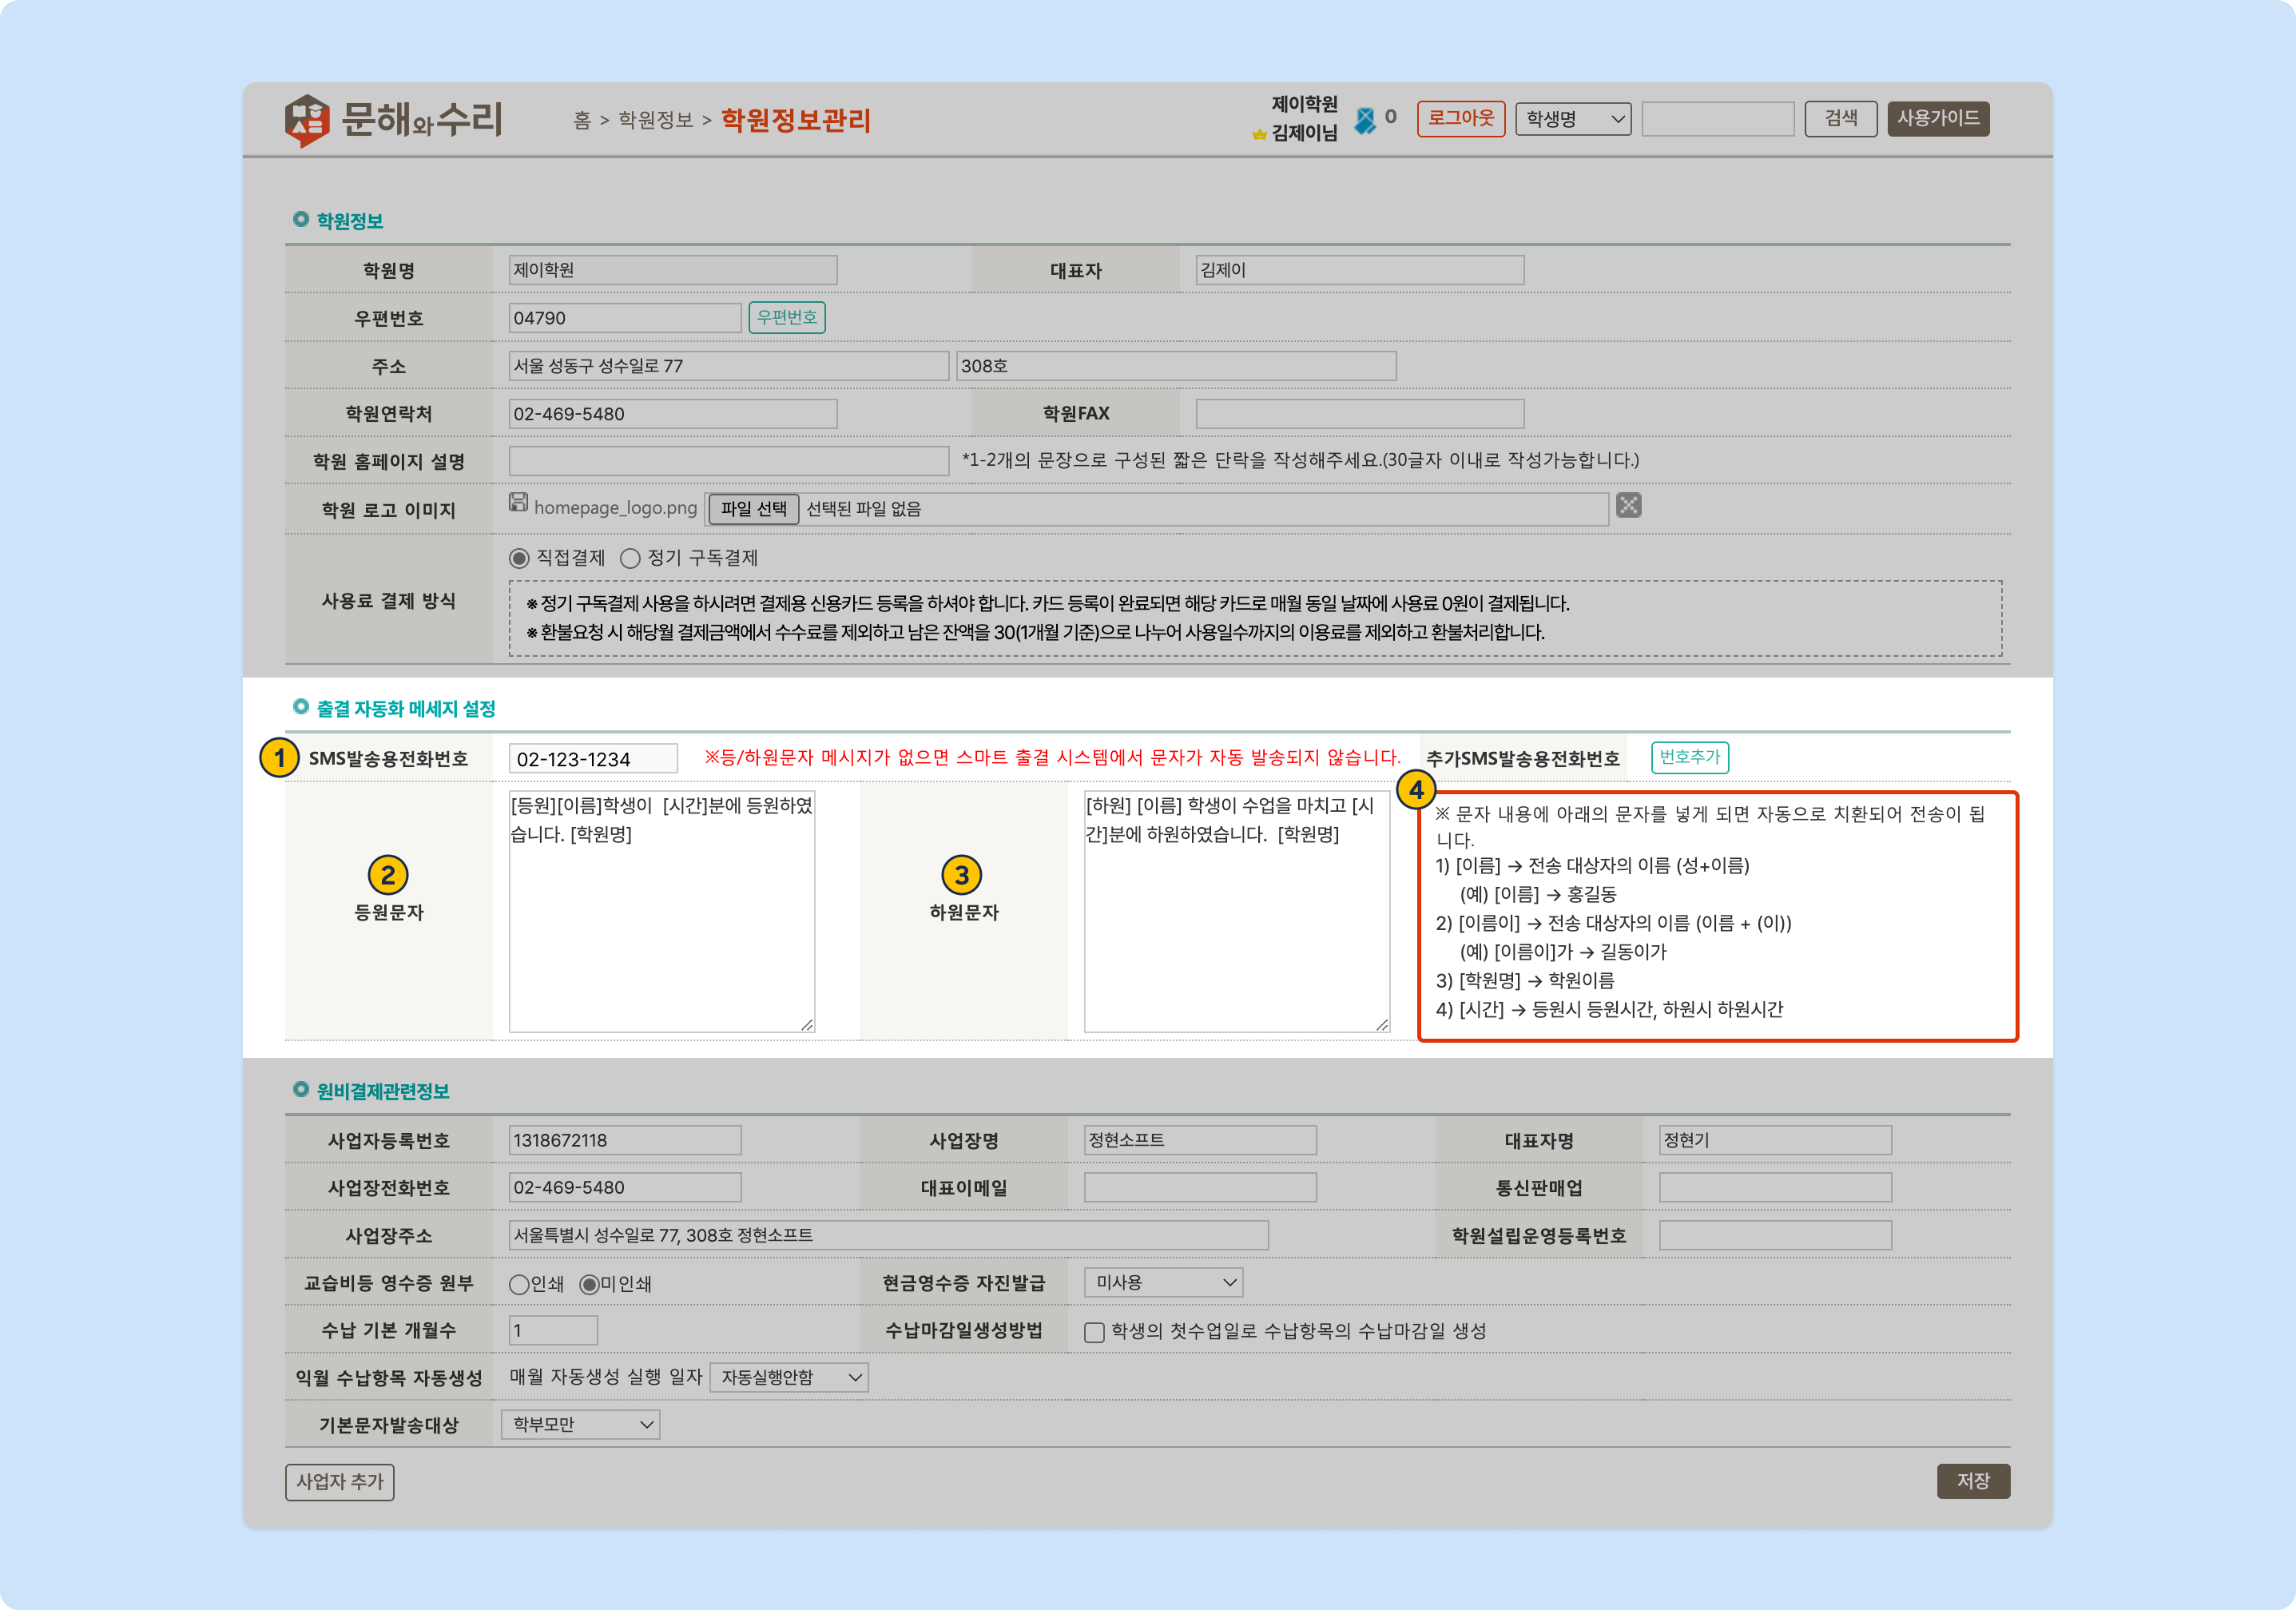 문해와수리
홈 > 학원정보 > 학원정보관리
제이학원
김제이님
0
로그아웃
학생명
검색
사용가이드
학원정보
학원명 제이학원 대표자 김제이
우편번호 04790 우편번호
주소 서울 성동구 성수일로 77 308호
학원연락처 02-469-5480 학원FAX
학원 홈페이지 설명 *1-2개의 문장으로 구성된 짧은 단락을 작성해주세요.(30글자 이내로 작성가능합니다.)
학원 로고 이미지 homepage_logo.png 파일 선택 선택된 파일 없음
사용료 결제 방식
직접결제 정기 구독결제
※ 정기 구독결제 사용을 하시려면 결제용 신용카드 등록을 하셔야 합니다. 카드 등록이 완료되면 해당 카드로 매월 동일 날짜에 사용료 0원이 결제됩니다.
※ 환불요청 시 해당월 결제금액에서 수수료를 제외하고 남은 잔액을 30(1개월 기준)으로 나누어 사용일수까지의 이용료를 제외하고 환불처리합니다.
출결 자동화 메세지 설정
1 SMS발송용전화번호 02-123-1234 ※등/하원문자 메시지가 없으면 스마트 출결 시스템에서 문자가 자동 발송되지 않습니다. 추가SMS발송용전화번호 번호추가
2
등원문자
[등원][이름]학생이 [시간]분에 등원하였
습니다. [학원명]
3
하원문자
[하원] [이름] 학생이 수업을 마치고 [시
간]분에 하원하였습니다. [학원명]
4
※ 문자 내용에 아래의 문자를 넣게 되면 자동으로 치환되어 전송이 됩
니다.
1) [이름] → 전송 대상자의 이름 (성+이름)
(예) [이름] → 홍길동
2) [이름이] → 전송 대상자의 이름 (이름 + (이))
(예) [이름이]가 → 길동이가
3) [학원명] → 학원이름
4) [시간] → 등원시 등원시간, 하원시 하원시간
원비결제관련정보
사업자등록번호 1318672118 사업장명 정현소프트 대표자명 정현기
사업장전화번호 02-469-5480 대표이메일 통신판매업
사업장주소 서울특별시 성수일로 77, 308호 정현소프트 학원설립운영등록번호
교습비등 영수증 원부 인쇄 미인쇄 현금영수증 자진발급 미사용
수납 기본 개월수 1 수납마감일생성방법 학생의 첫수업일로 수납항목의 수납마감일 생성
익월 수납항목 자동생성 매월 자동생성 실행 일자 자동실행안함
기본문자발송대상 학부모만
사업자 추가
저장